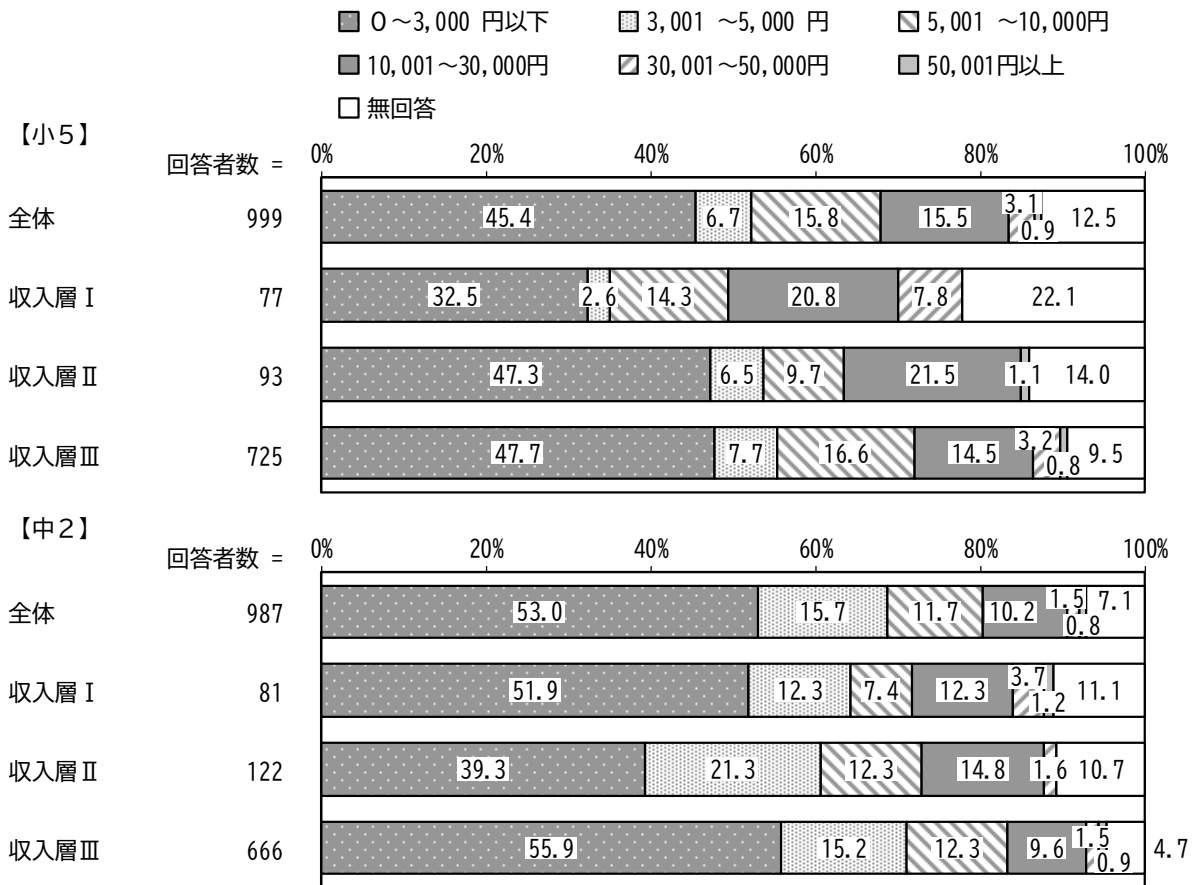 ０～3,000 円以下 3,001 ～5,000 円 5,001 ～10,000円
10,001～30,000円 30,001～50,000円 50,001円以上
無回答
【小５】
回答者数 = 0% 20% 40% 60% 80% 100%
全体 999 45.4 6.7 15.8 15.5 3.1 0.9 12.5
収入層Ⅰ 77 32.5 2.6 14.3 20.8 7.8 22.1
収入層Ⅱ 93 47.3 6.5 9.7 21.5 1.1 14.0
収入層Ⅲ 725 47.7 7.7 16.6 14.5 3.2 0.8 9.5
【中２】
回答者数 = 0% 20% 40% 60% 80% 100%
全体 987 53.0 15.7 11.7 10.2 1.5 0.8 7.1
収入層Ⅰ 81 51.9 12.3 7.4 12.3 3.7 1.2 11.1
収入層Ⅱ 122 39.3 21.3 12.3 14.8 1.6 10.7
収入層Ⅲ 666 55.9 15.2 12.3 9.6 1.5 0.9 4.7